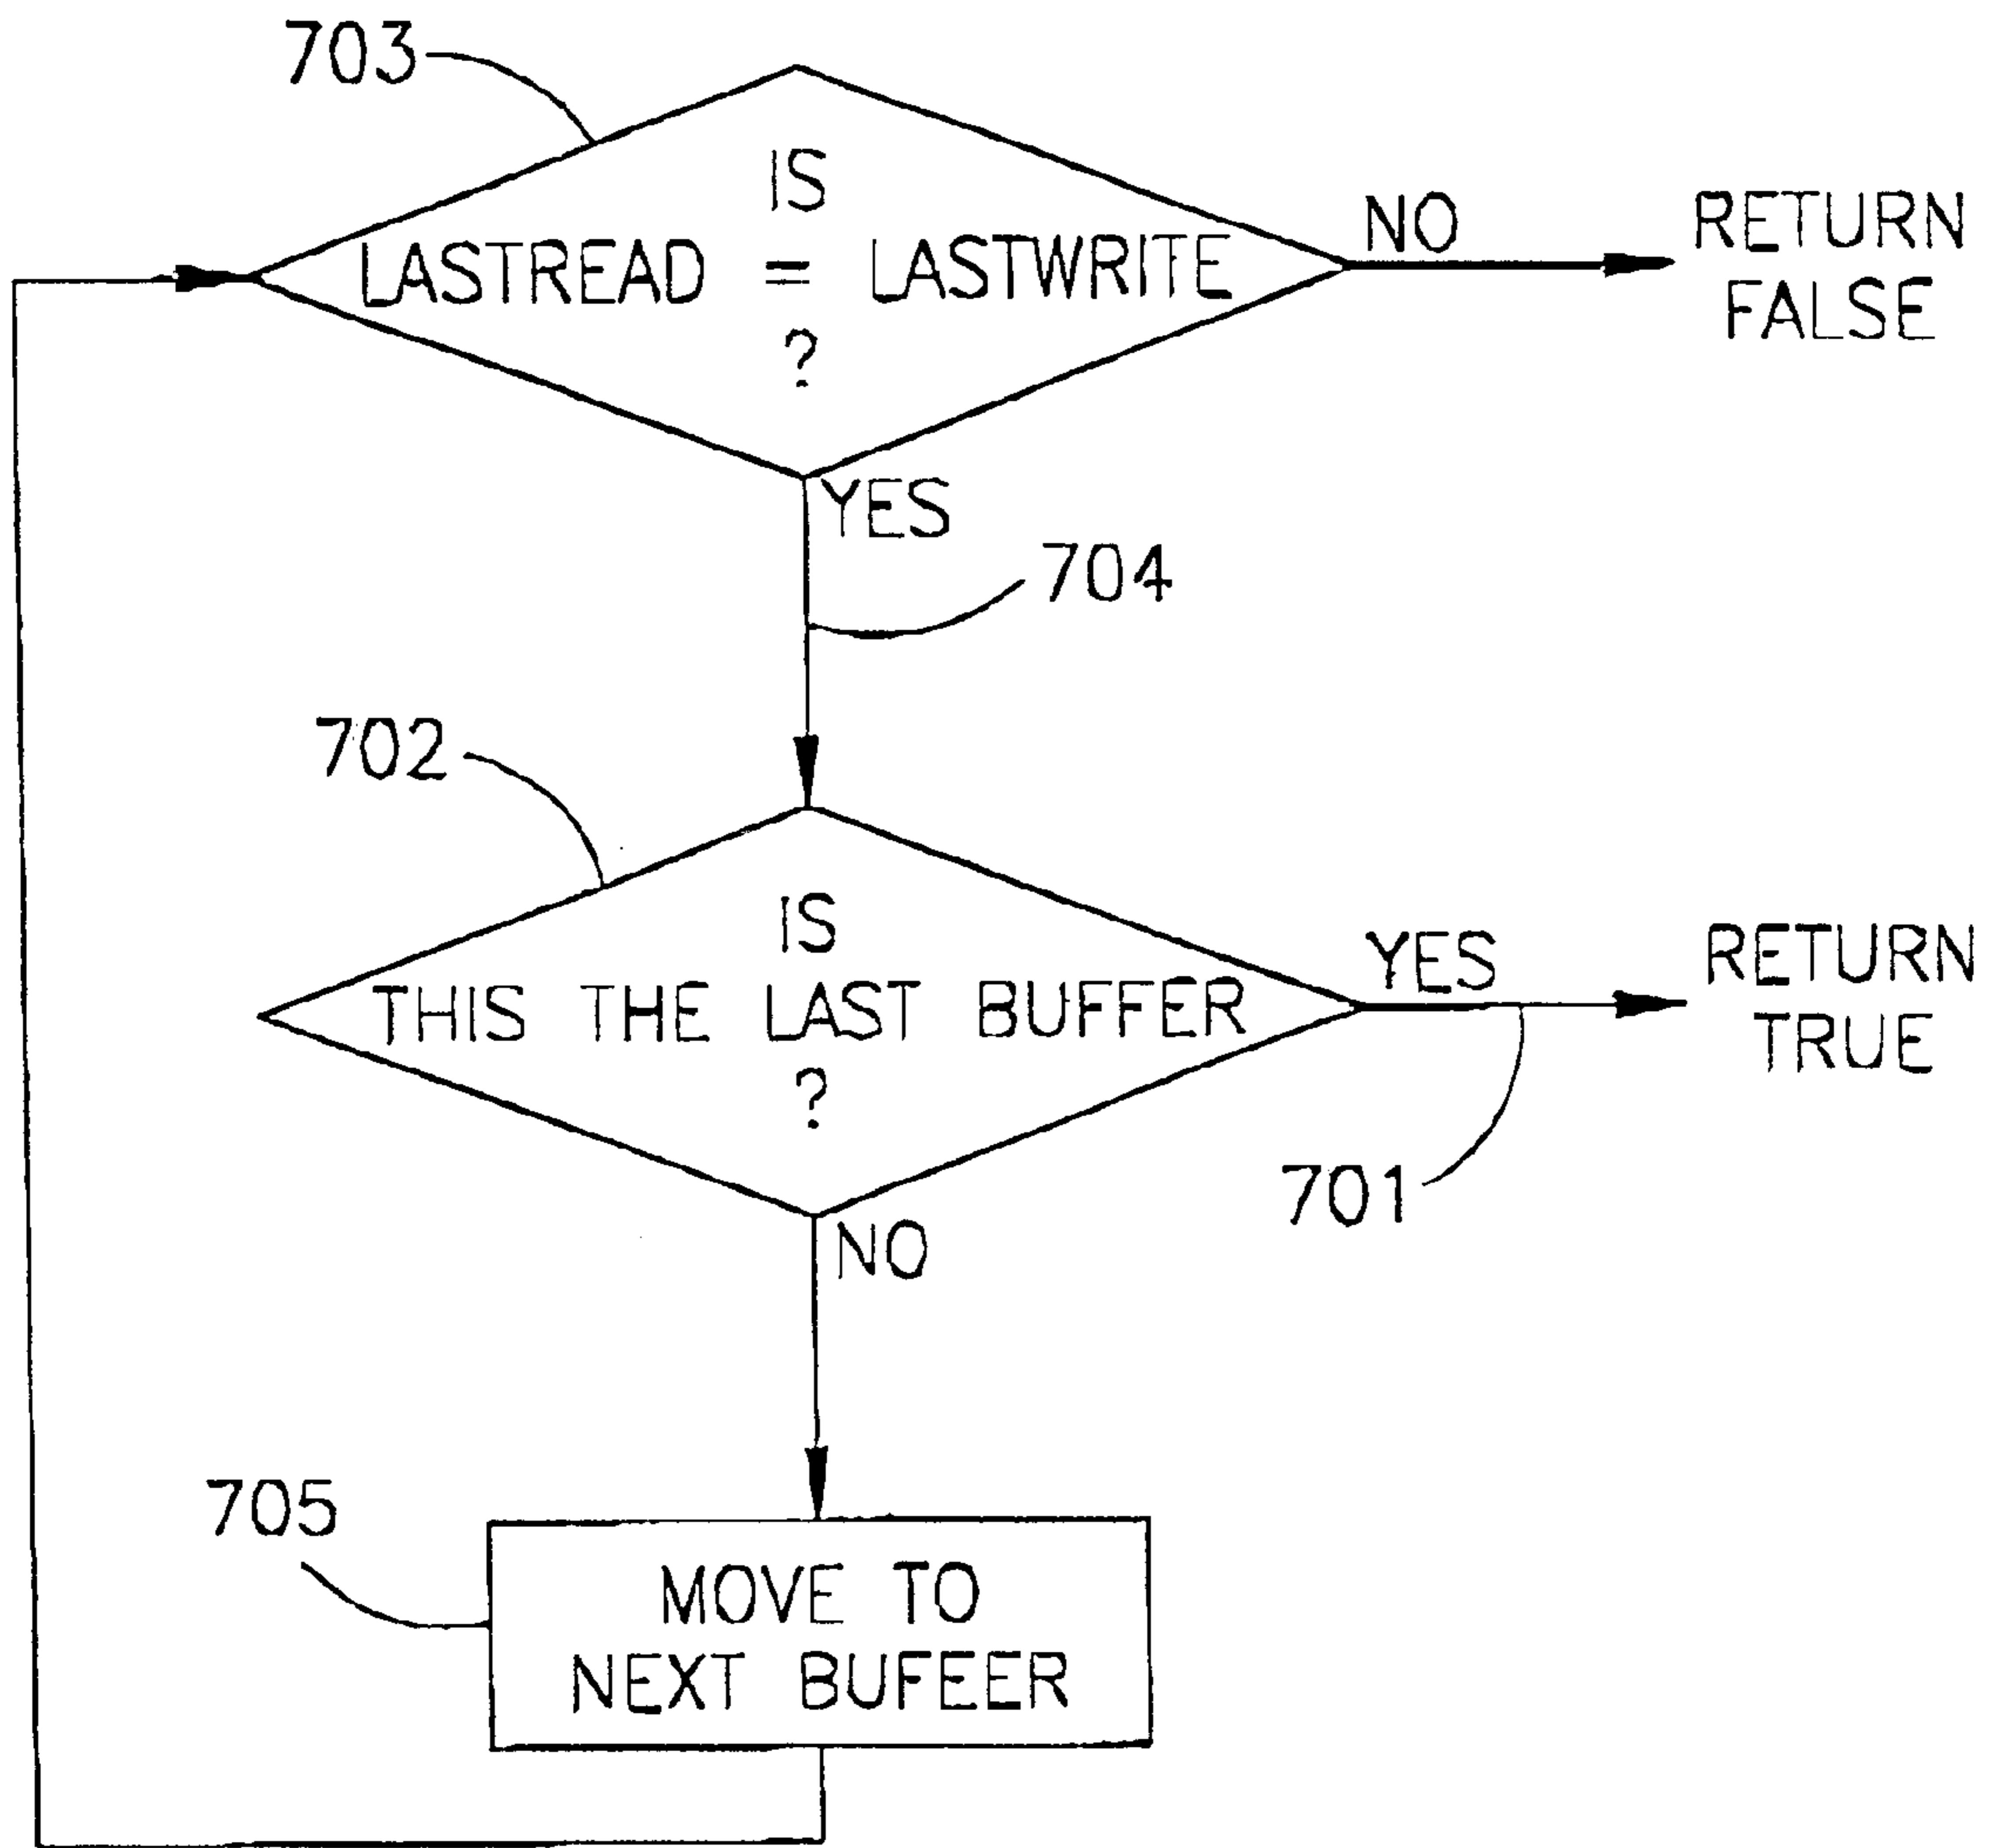 703
IS
LASTREAD = LASTWRITE
?
NO
RETURN
FALSE
YES
704
702
IS
THIS THE LAST BUFFER
?
YES
RETURN
TRUE
701
NO
705
MOVE TO
NEXT BUFEER